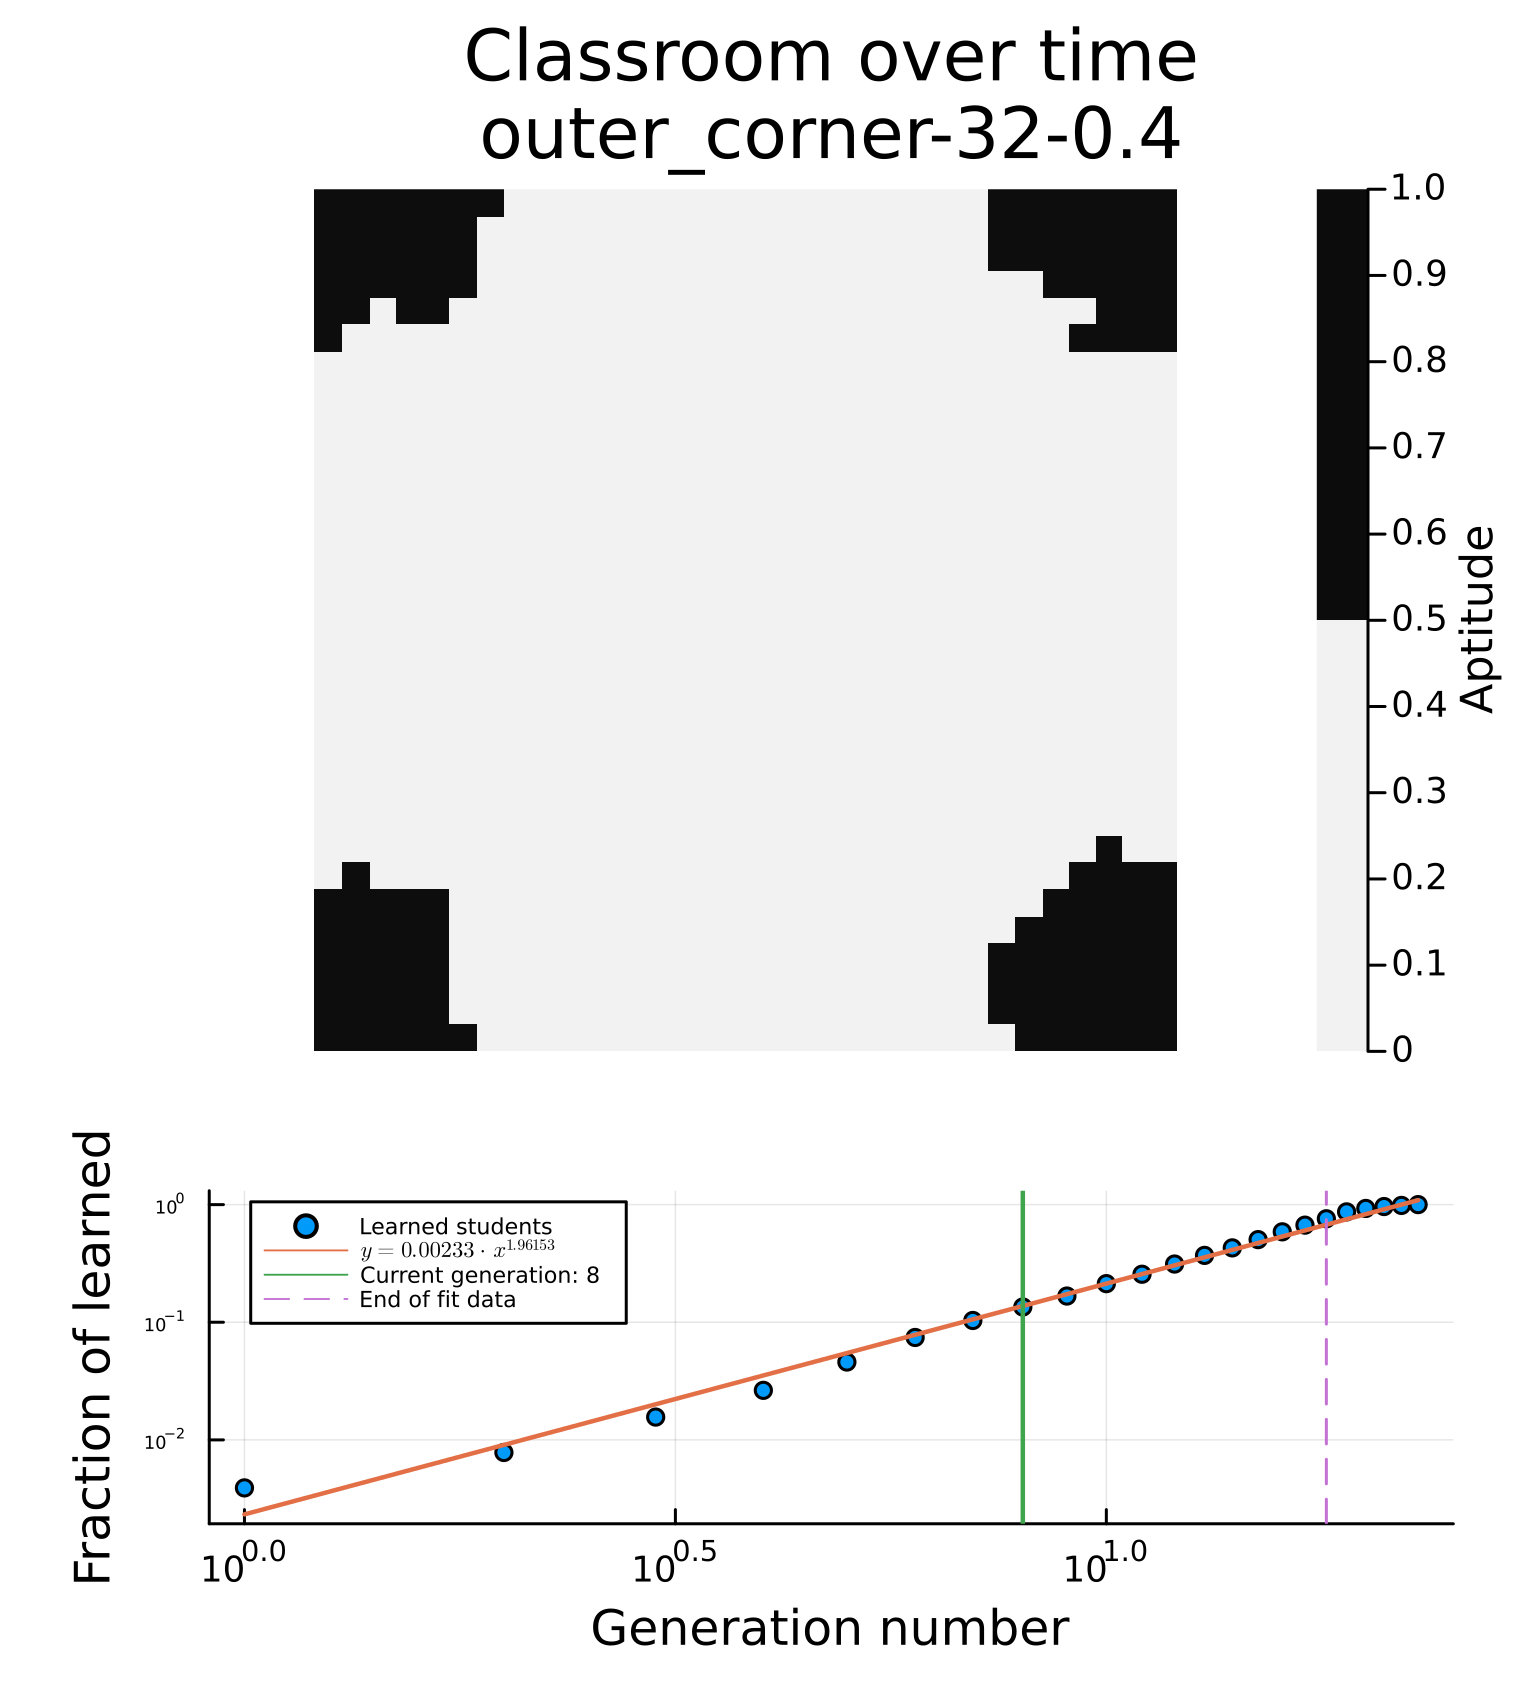 Classroom over time
outer_corner-32-0.4
1.0
0.9
0.8
0.7
0.6
0.5
0.4
0.3
0.2
0.1
0
Aptitude
Fraction of learned
10^0
10^−1
10^−2
Learned students
y = 0.00233 · x^1.96153
Current generation: 8
End of fit data
10^0.0
10^0.5
10^1.0
Generation number